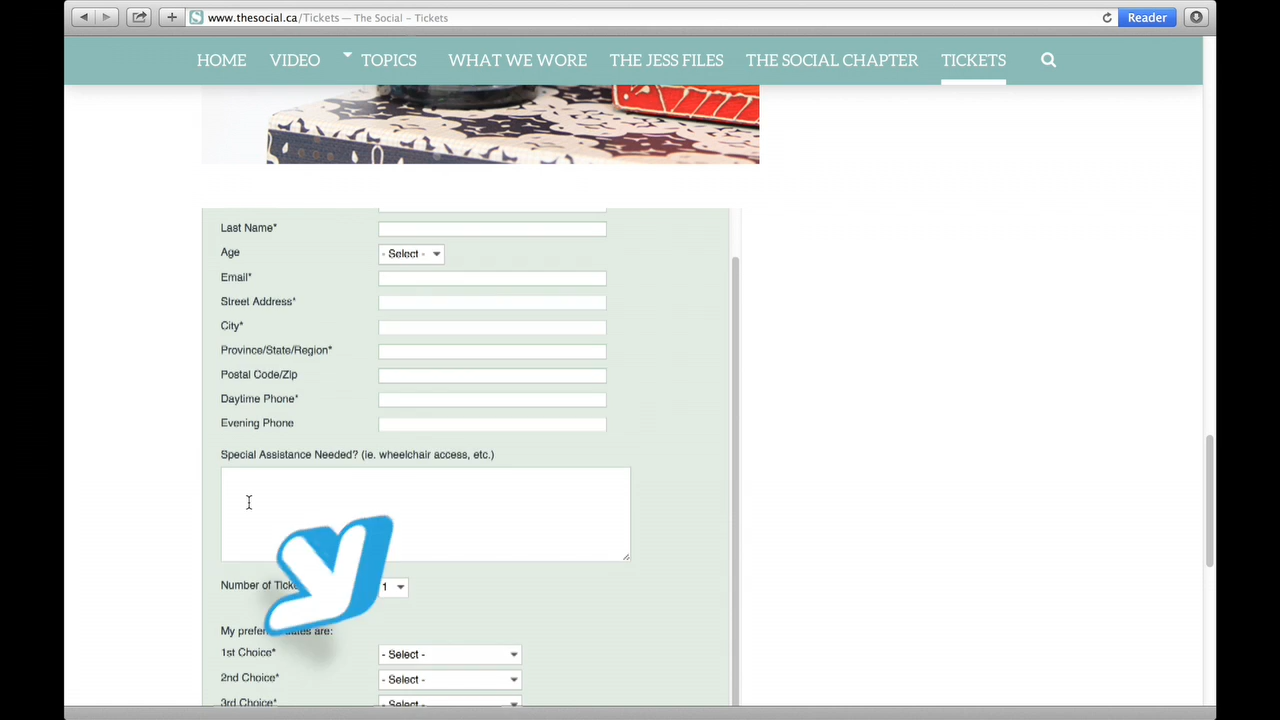 www.thesocial.ca/Tickets — The Social – Tickets
Reader
HOME VIDEO TOPICS WHAT WE WORE THE JESS FILES THE SOCIAL CHAPTER TICKETS
Last Name*
Age - Select -
Email*
Street Address*
City*
Province/State/Region*
Postal Code/Zip
Daytime Phone*
Evening Phone
Special Assistance Needed? (ie. wheelchair access, etc.)
y
Number of 1
My are:
1st Choice* - Select -
2nd Choice* - Select -
3rd Choice* - Select -